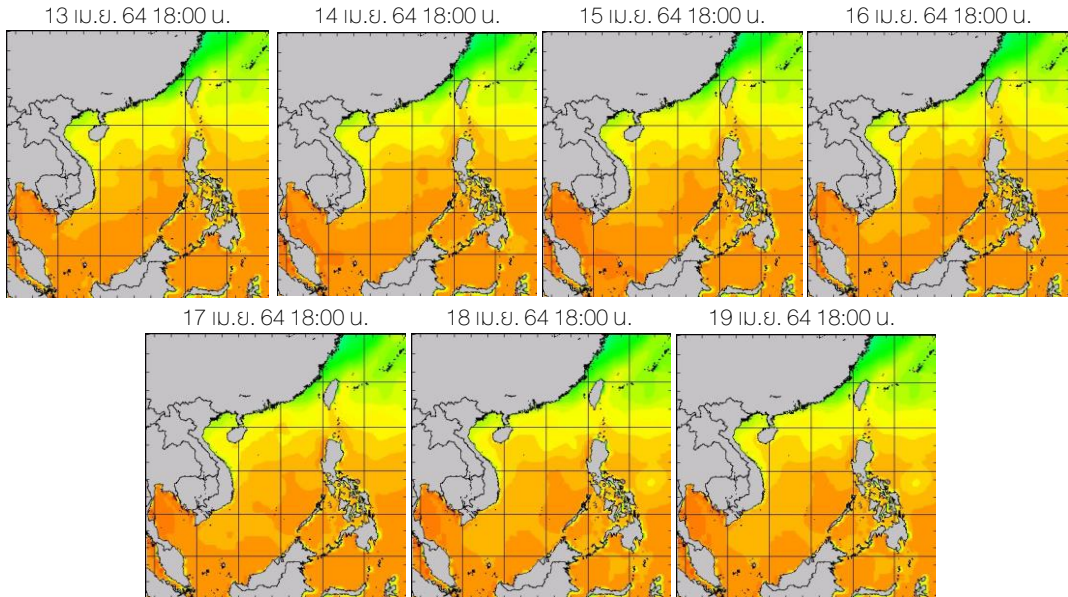 13 เม.ย. 64 18:00 น.
14 เม.ย. 64 18:00 น.
15 เม.ย. 64 18:00 น.
16 เม.ย. 64 18:00 น.
17 เม.ย. 64 18:00 น.
18 เม.ย. 64 18:00 น.
19 เม.ย. 64 18:00 น.